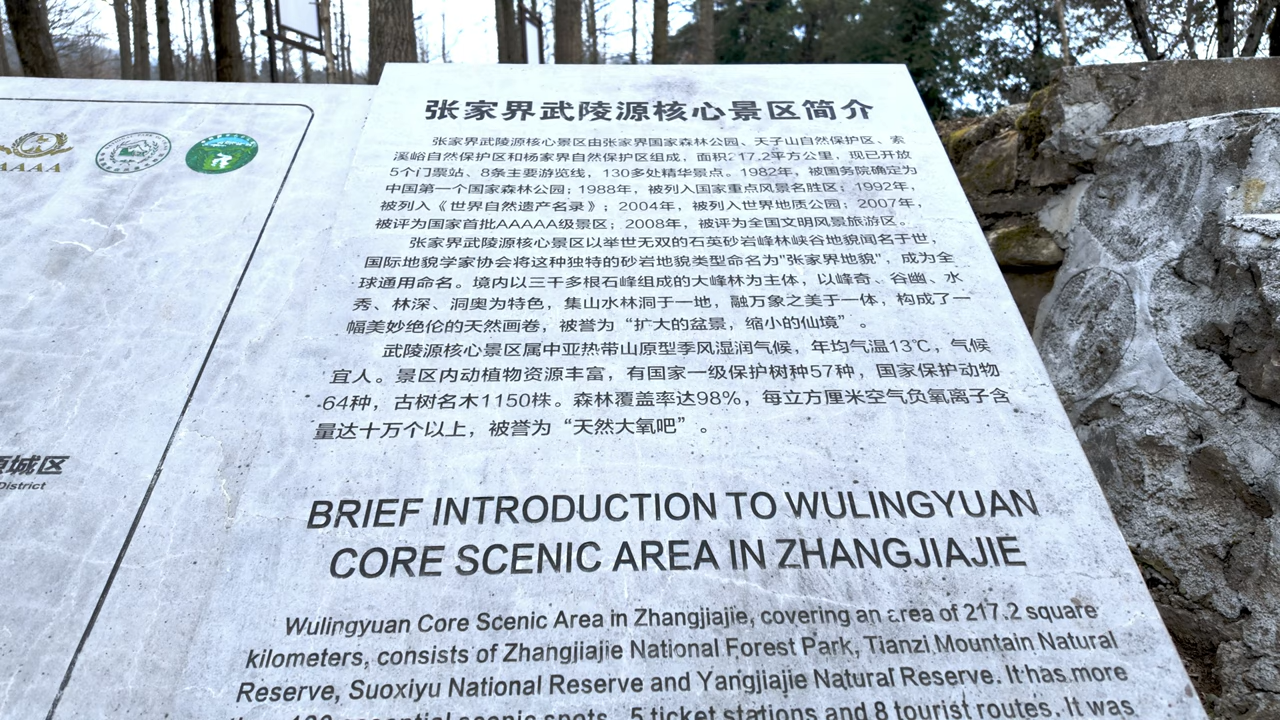 AAAA
源城区
District
张家界武陵源核心景区简介
张家界武陵源核心景区由张家界国家森林公园、天子山自然保护区、索
溪峪自然保护区和杨家界自然保护区组成，面积217.2平方公里，现已开放
5个门票站、8条主要游览线，130多处精华景点。1982年，被国务院确定为
中国第一个国家森林公园；1988年，被列入国家重点风景名胜区；1992年，
被列入《世界自然遗产名录》；2004年，被列入世界地质公园；2007年，
被评为国家首批AAAAA级景区；2008年，被评为全国文明风景旅游区。
张家界武陵源核心景区以举世无双的石英砂岩峰林峡谷地貌闻名于世，
国际地貌学家协会将这种独特的砂岩地貌类型命名为"张家界地貌"，成为全
球通用命名。境内以三千多根石峰组成的大峰林为主体，以峰奇、谷幽、水
秀、林深、洞奥为特色，集山水林洞于一地，融万象之美于一体，构成了一
幅美妙绝伦的天然画卷，被誉为“扩大的盆景，缩小的仙境”。
武陵源核心景区属中亚热带山原型季风湿润气候，年均气温13℃，气候
宜人。景区内动植物资源丰富，有国家一级保护树种57种，国家保护动物
64种，古树名木1150株。森林覆盖率达98%，每立方厘米空气负氧离子含
量达十万个以上，被誉为“天然大氧吧”。
BRIEF INTRODUCTION TO WULINGYUAN
CORE SCENIC AREA IN ZHANGJIAJIE
Wulingyuan Core Scenic Area in Zhangjiajie, covering an area of 217.2 square
kilometers, consists of Zhangjiajie National Forest Park, Tianzi Mountain Natural
Reserve, Suoxiyu National Reserve and Yangjiajie Natural Reserve. It has more
than 130 essential scenic spots, 5 ticket stations and 8 tourist routes. It was